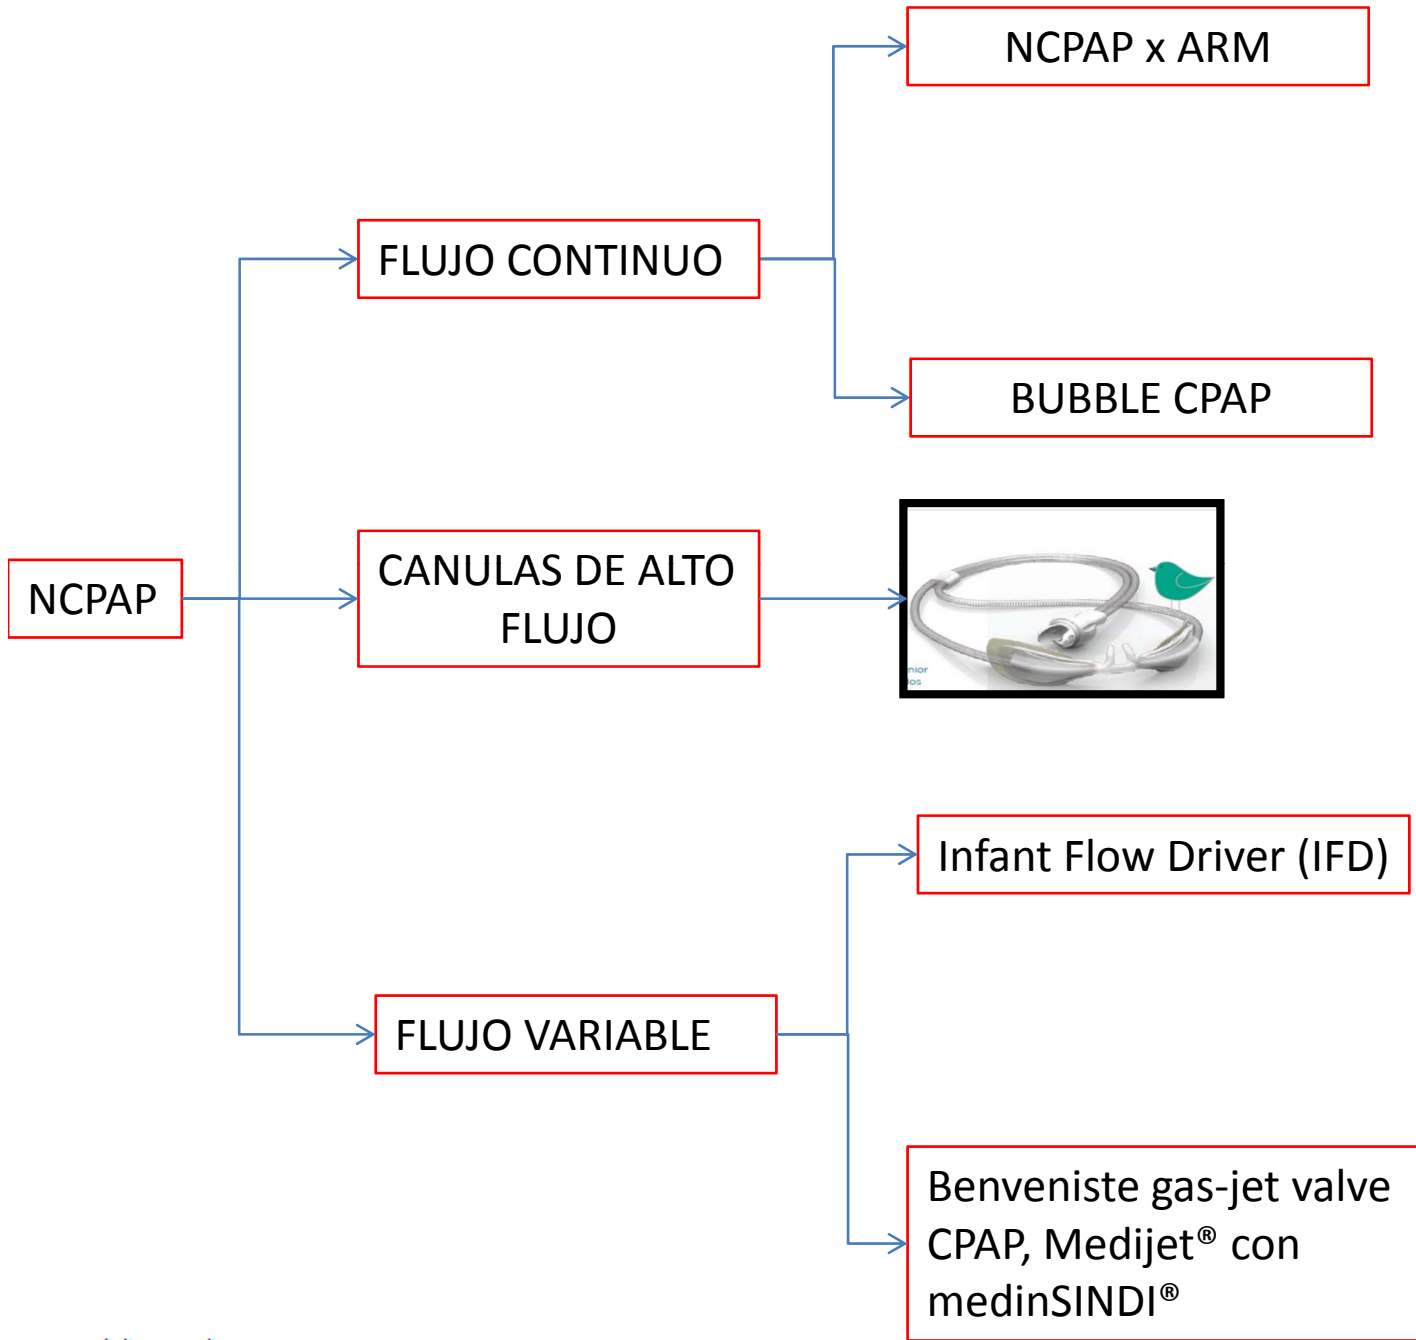 NCPAP x ARM
FLUJO CONTINUO
BUBBLE CPAP
NCPAP
CANULAS DE ALTO
FLUJO
Infant Flow Driver (IFD)
FLUJO VARIABLE
Benveniste gas-jet valve
CPAP, Medijet® con
medinSINDI®